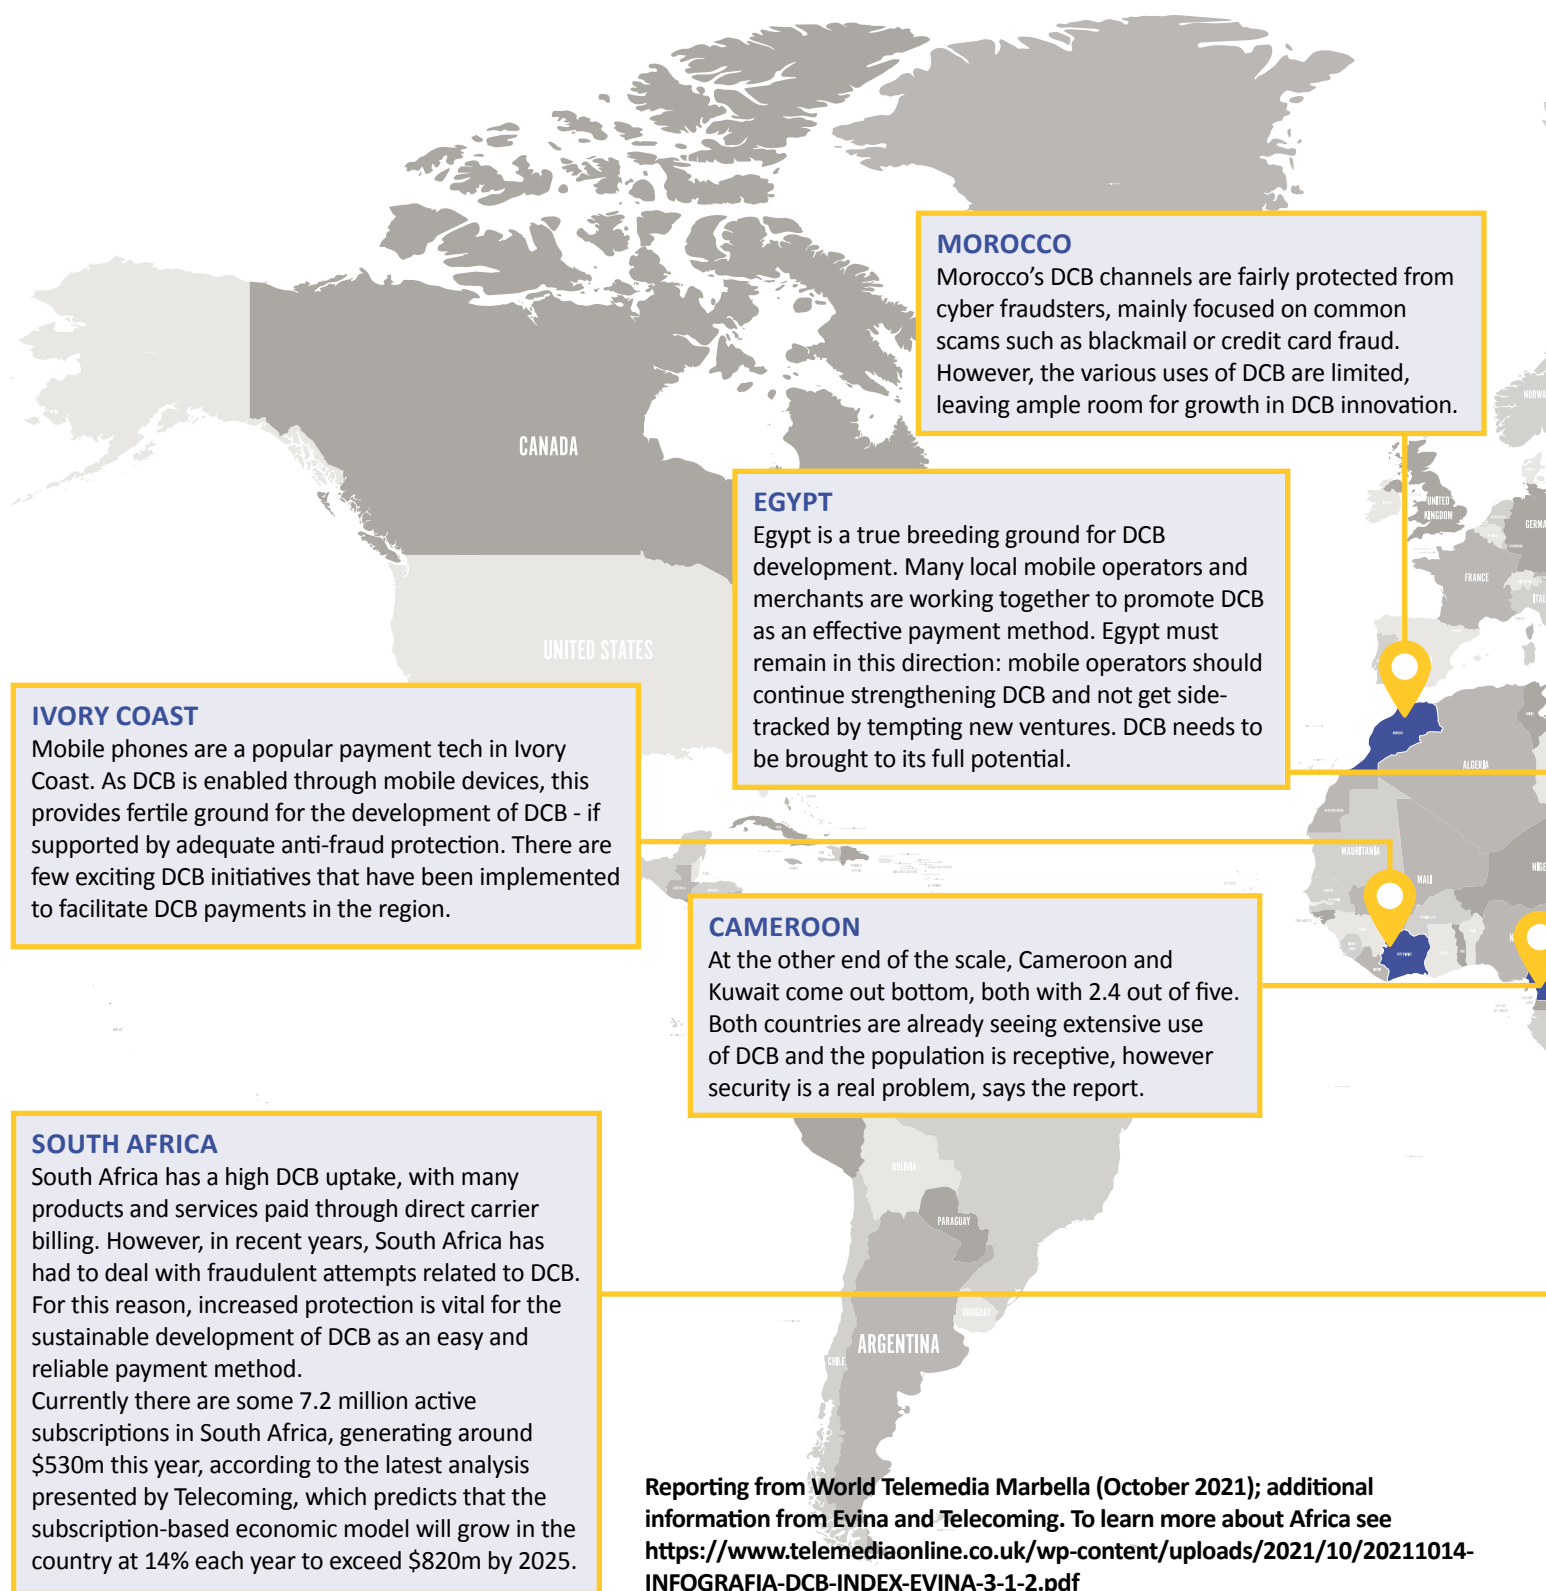 MOROCCO
Morocco’s DCB channels are fairly protected from
cyber fraudsters, mainly focused on common
scams such as blackmail or credit card fraud.
However, the various uses of DCB are limited,
leaving ample room for growth in DCB innovation.
CANADA
UNITED
KINGDOM
FRANCE
EGYPT
Egypt is a true breeding ground for DCB
development. Many local mobile operators and
merchants are working together to promote DCB
as an effective payment method. Egypt must
remain in this direction: mobile operators should
continue strengthening DCB and not get side-
tracked by tempting new ventures. DCB needs to
be brought to its full potential.
UNITED STATES
ALGERIA
IVORY COAST
Mobile phones are a popular payment tech in Ivory
Coast. As DCB is enabled through mobile devices, this
provides fertile ground for the development of DCB - if
supported by adequate anti-fraud protection. There are
few exciting DCB initiatives that have been implemented
to facilitate DCB payments in the region.
MAURITANIA
MALI
CAMEROON
At the other end of the scale, Cameroon and
Kuwait come out bottom, both with 2.4 out of five.
Both countries are already seeing extensive use
of DCB and the population is receptive, however
security is a real problem, says the report.
BOLIVIA
PARAGUAY
URUGUAY
ARGENTINA
CHILE
SOUTH AFRICA
South Africa has a high DCB uptake, with many
products and services paid through direct carrier
billing. However, in recent years, South Africa has
had to deal with fraudulent attempts related to DCB.
For this reason, increased protection is vital for the
sustainable development of DCB as an easy and
reliable payment method.
Currently there are some 7.2 million active
subscriptions in South Africa, generating around
$530m this year, according to the latest analysis
presented by Telecoming, which predicts that the
subscription-based economic model will grow in the
country at 14% each year to exceed $820m by 2025.
Reporting from World Telemedia Marbella (October 2021); additional
information from Evina and Telecoming. To learn more about Africa see
https://www.telemediaonline.co.uk/wp-content/uploads/2021/10/20211014-
INFOGRAFIA-DCB-INDEX-EVINA-3-1-2.pdf